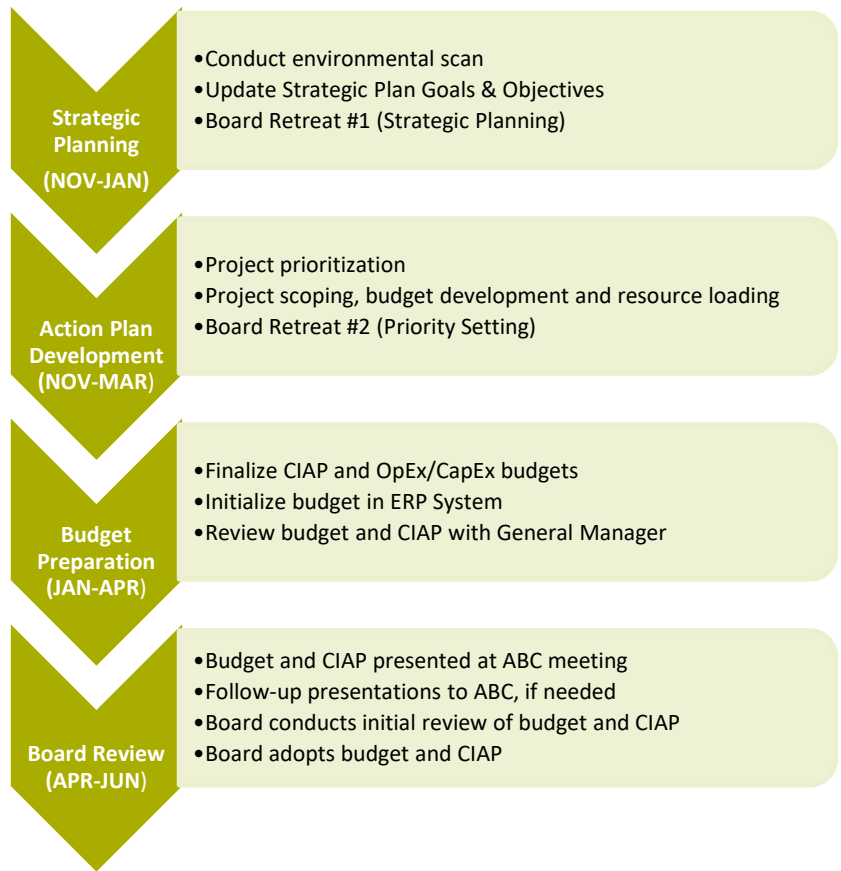 Strategic
Planning
(NOV-JAN)
•Conduct environmental scan
•Update Strategic Plan Goals & Objectives
•Board Retreat #1 (Strategic Planning)
Action Plan
Development
(NOV-MAR)
•Project prioritization
•Project scoping, budget development and resource loading
•Board Retreat #2 (Priority Setting)
Budget
Preparation
(JAN-APR)
•Finalize CIAP and OpEx/CapEx budgets
•Initialize budget in ERP System
•Review budget and CIAP with General Manager
Board Review
(APR-JUN)
•Budget and CIAP presented at ABC meeting
•Follow-up presentations to ABC, if needed
•Board conducts initial review of budget and CIAP
•Board adopts budget and CIAP